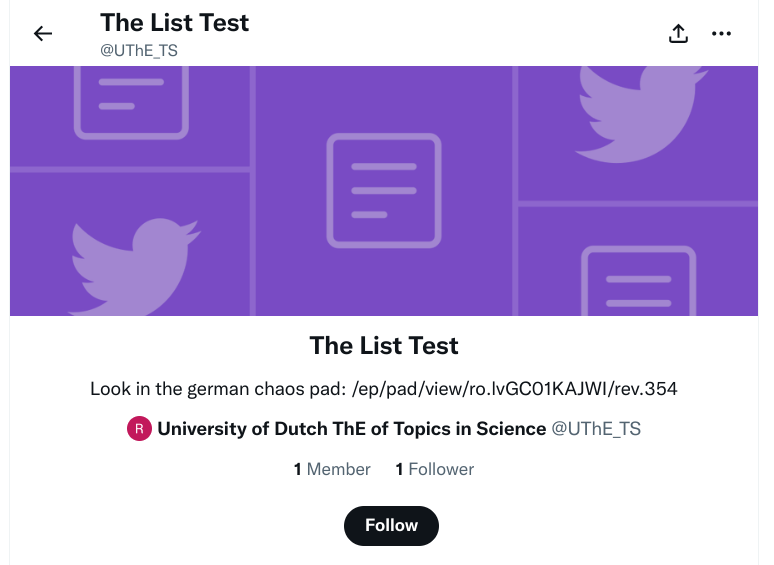 The List Test
@UThE_TS
The List Test
Look in the german chaos pad: /ep/pad/view/ro.lvGC01KAJWI/rev.354
R University of Dutch ThE of Topics in Science @UThE_TS
1 Member 1 Follower
Follow